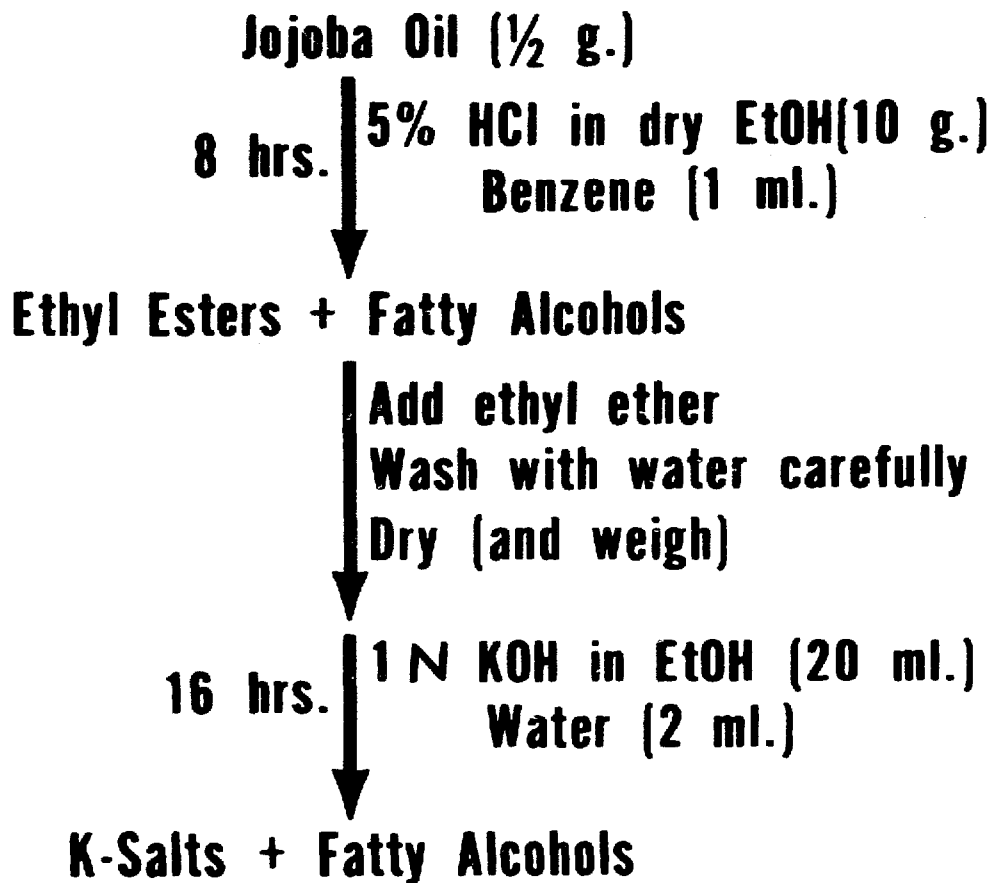 Jojoba Oil (½ g.)
8 hrs.
5% HCl in dry EtOH(10 g.)
Benzene (1 ml.)
Ethyl Esters + Fatty Alcohols
Add ethyl ether
Wash with water carefully
Dry (and weigh)
16 hrs.
1 N KOH in EtOH (20 ml.)
Water (2 ml.)
K-Salts + Fatty Alcohols